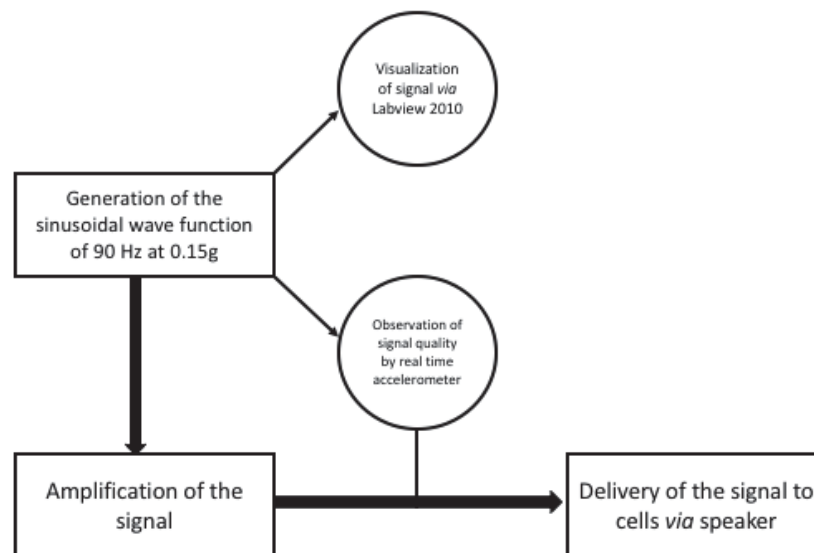 Visualization
of signal via
Labview 2010
Generation of the
sinusoidal wave function
of 90 Hz at 0.15g
Observation of
signal quality
by real time
accelerometer
Amplification of the
signal
Delivery of the signal to
cells via speaker